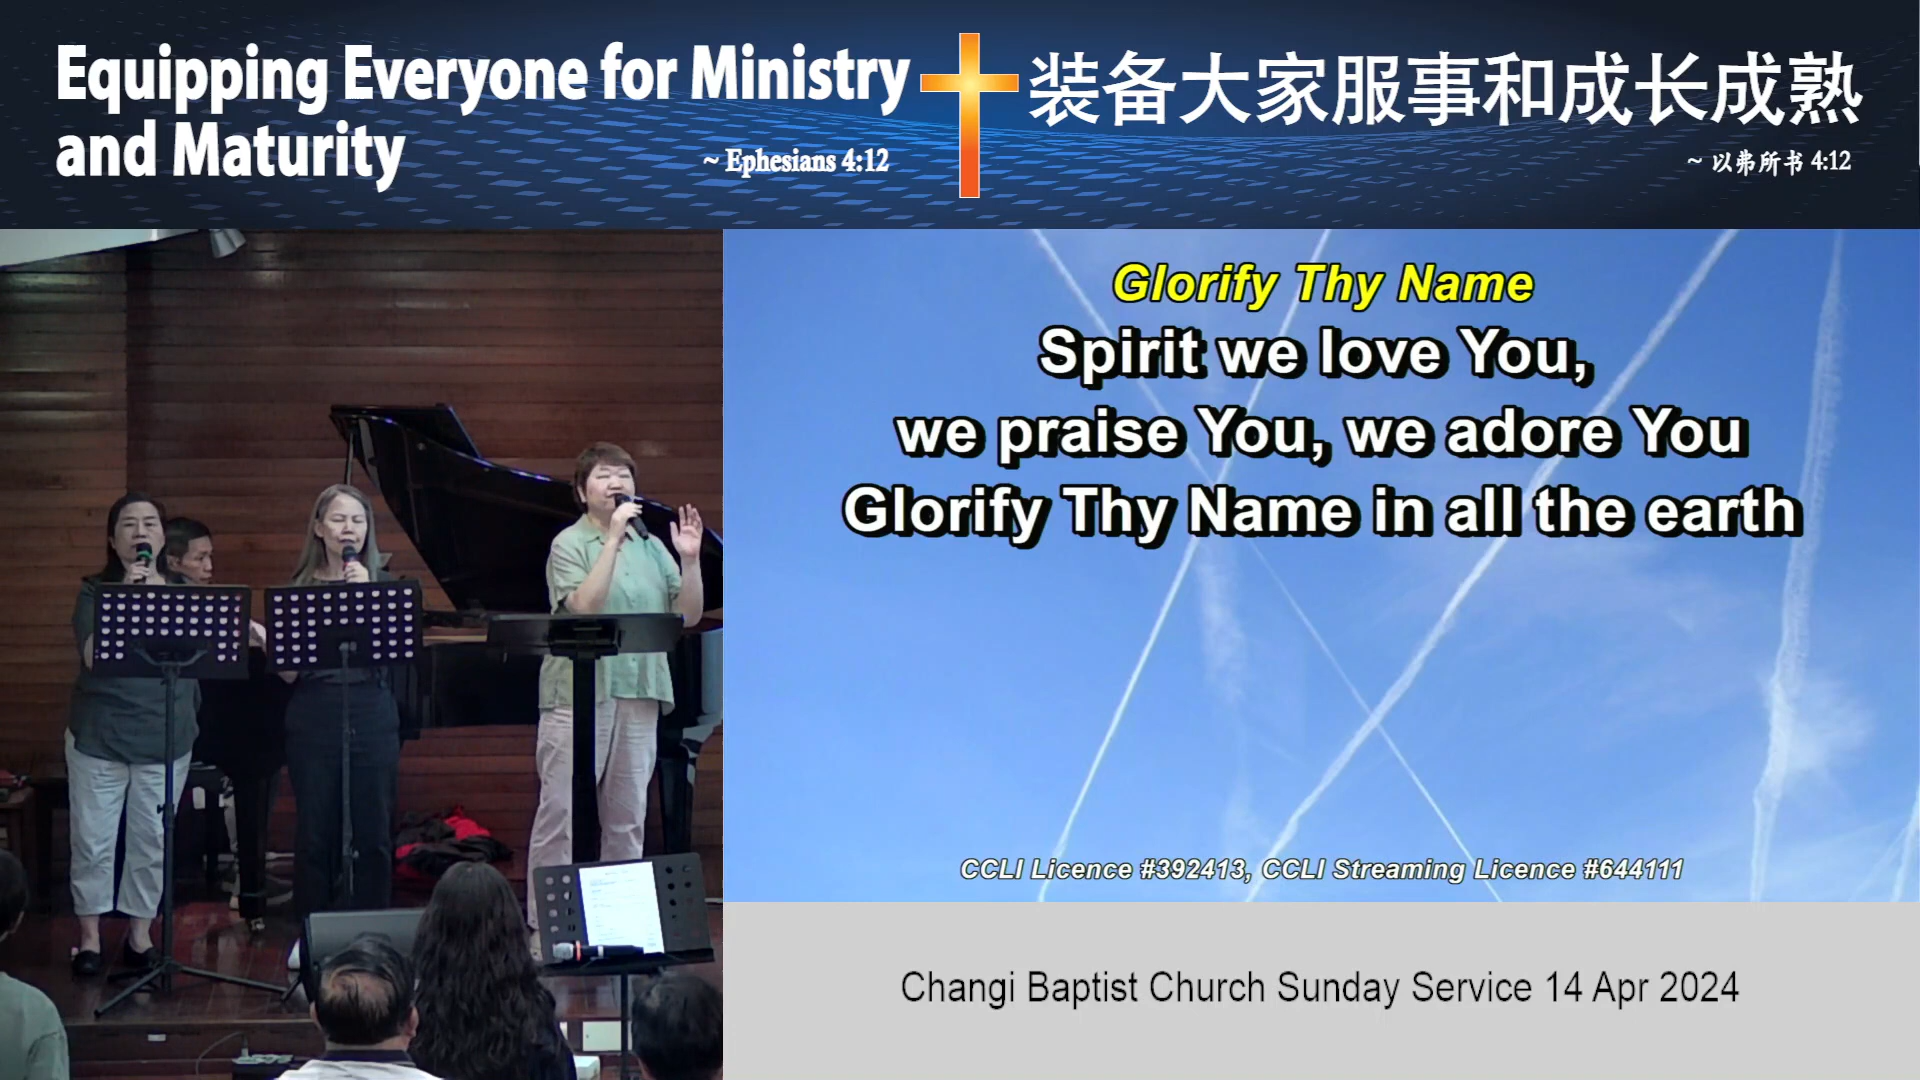 Equipping Everyone for Ministry
and Maturity
~ Ephesians 4:12
装备大家服事和成长成熟
~ 以弗所书 4:12
Glorify Thy Name
Spirit we love You,
we praise You, we adore You
Glorify Thy Name in all the earth
CCLI Licence #392413, CCLI Streaming Licence #644111
Changi Baptist Church Sunday Service 14 Apr 2024